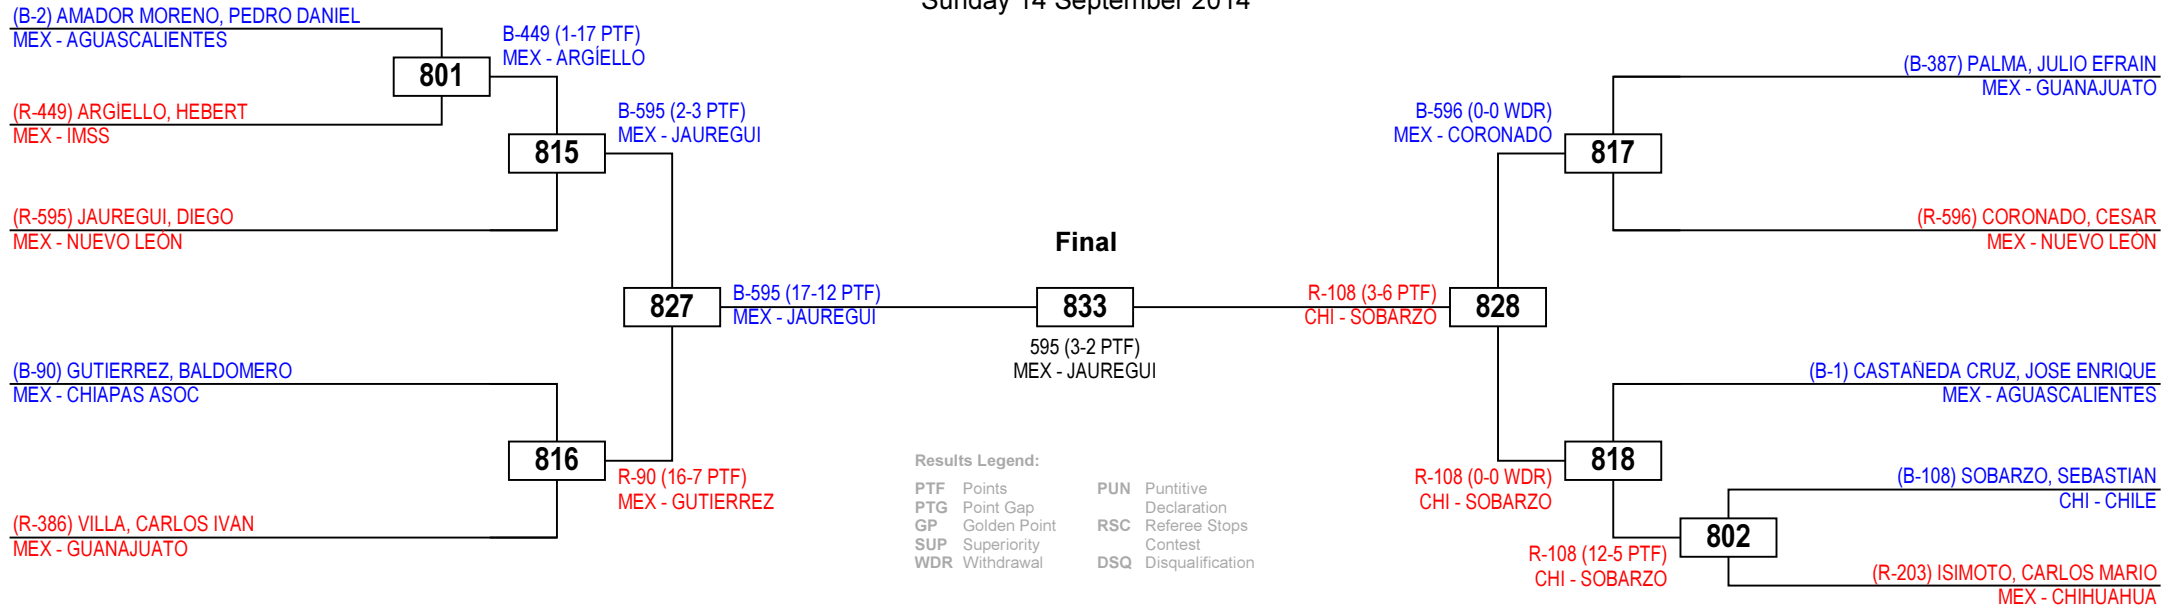 Sunday 14 September 2014
(B-2) AMADOR MORENO, PEDRO DANIEL
MEX - AGUASCALIENTES
B-449 (1-17 PTF)
MEX - ARGÍELLO
801
(R-449) ARGÍELLO, HEBERT
MEX - IMSS
B-595 (2-3 PTF)
MEX - JAUREGUI
815
(R-595) JAUREGUI, DIEGO
MEX - NUEVO LEÓN
827
B-595 (17-12 PTF)
MEX - JAUREGUI
(B-90) GUTIERREZ, BALDOMERO
MEX - CHIAPAS ASOC
816
R-90 (16-7 PTF)
MEX - GUTIERREZ
(R-386) VILLA, CARLOS IVAN
MEX - GUANAJUATO
Final
833
595 (3-2 PTF)
MEX - JAUREGUI
(B-387) PALMA, JULIO EFRAIN
MEX - GUANAJUATO
B-596 (0-0 WDR)
MEX - CORONADO
817
(R-596) CORONADO, CESAR
MEX - NUEVO LEÓN
R-108 (3-6 PTF)
CHI - SOBARZO
828
(B-1) CASTAÑEDA CRUZ, JOSE ENRIQUE
MEX - AGUASCALIENTES
818
R-108 (0-0 WDR)
CHI - SOBARZO
(B-108) SOBARZO, SEBASTIAN
CHI - CHILE
802
R-108 (12-5 PTF)
CHI - SOBARZO
(R-203) ISIMOTO, CARLOS MARIO
MEX - CHIHUAHUA
Results Legend:
PTF Points PUN Puntitive
PTG Point Gap Declaration
GP Golden Point RSC Referee Stops
SUP Superiority Contest
WDR Withdrawal DSQ Disqualification